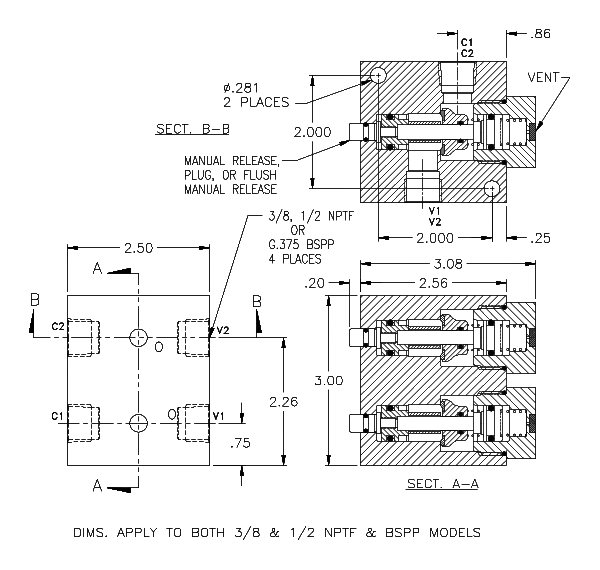 .86
C1
C2
Ø.281
2 PLACES
VENT
SECT. B-B
2.000
MANUAL RELEASE,
PLUG, OR FLUSH
MANUAL RELEASE
V1
V2
3/8, 1/2 NPTF
OR
G.375 BSPP
4 PLACES
2.000
.25
2.50
3.08
A
.20
2.56
B
B
C2
V2
O
3.00
2.26
C1
O
V1
.75
A
SECT. A-A
DIMS. APPLY TO BOTH 3/8 & 1/2 NPTF & BSPP MODELS